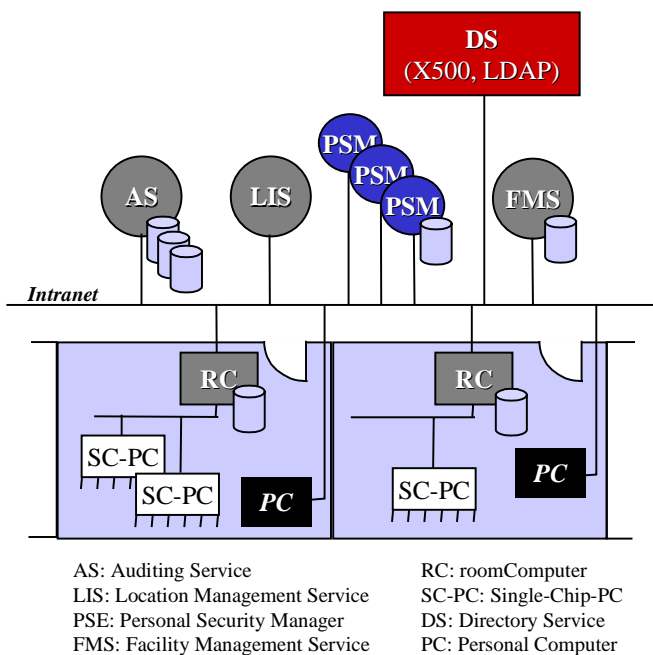 DS
(X500, LDAP)
PSM
PSM
PSM
AS
LIS
FMS
Intranet
RC
RC
SC-PC
SC-PC
PC
SC-PC
PC
AS: Auditing Service
LIS: Location Management Service
PSE: Personal Security Manager
FMS: Facility Management Service
RC: roomComputer
SC-PC: Single-Chip-PC
DS: Directory Service
PC: Personal Computer